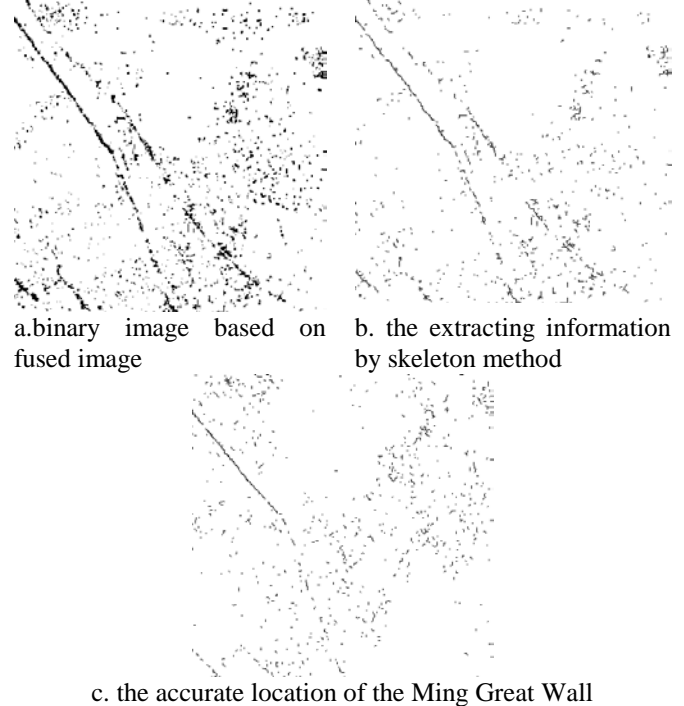 a.binary image based on
fused image
b. the extracting information
by skeleton method
c. the accurate location of the Ming Great Wall